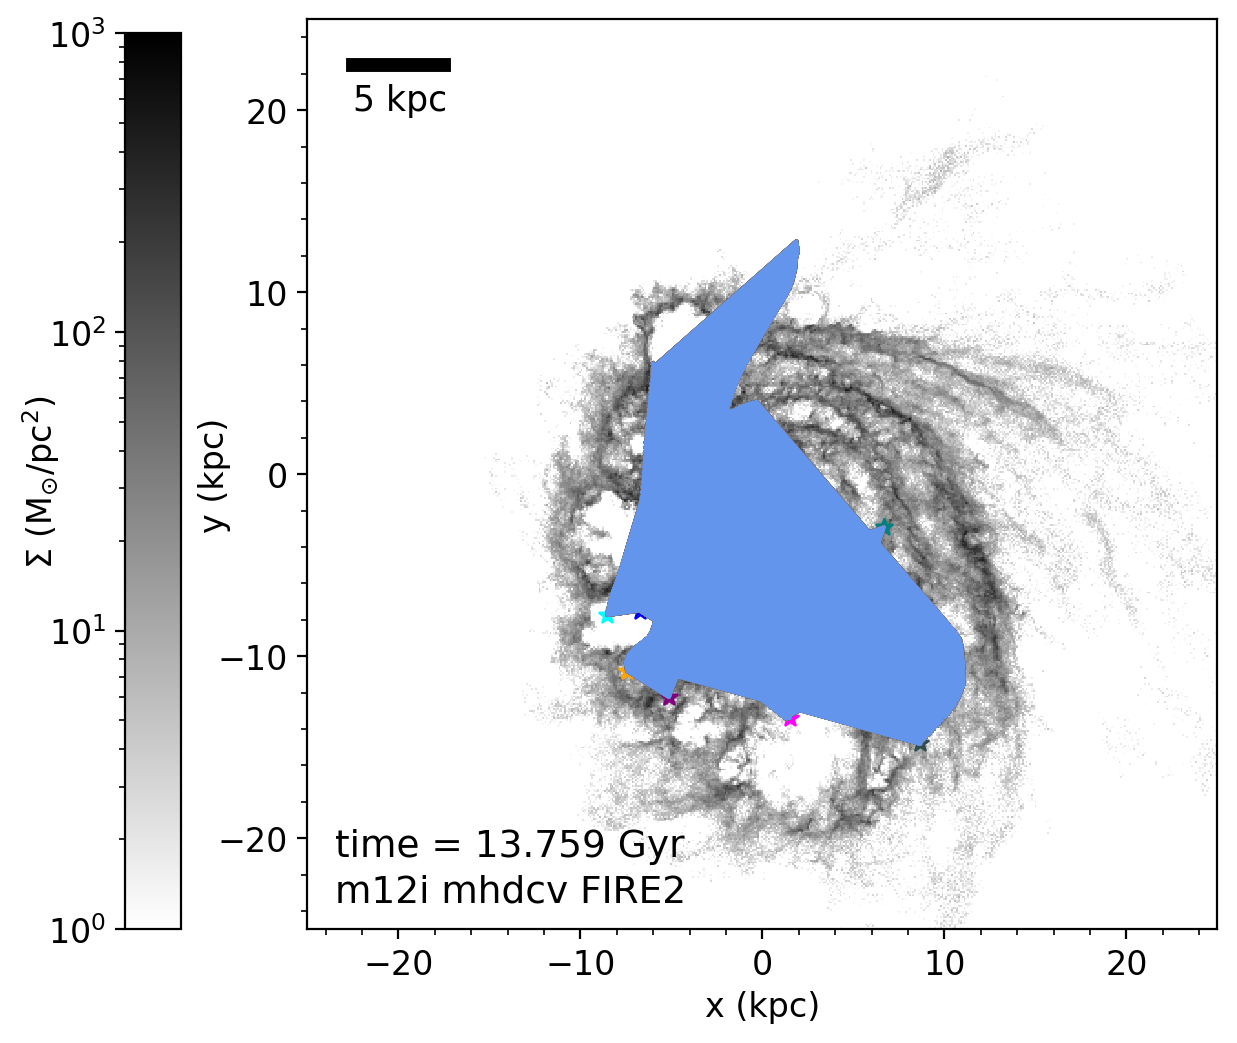 10³
10²
10¹
10⁰
Σ (M☉/pc²)
y (kpc)
20
10
0
−10
−20
5 kpc
time = 13.759 Gyr
m12i mhdcv FIRE2
−20 −10 0 10 20
x (kpc)